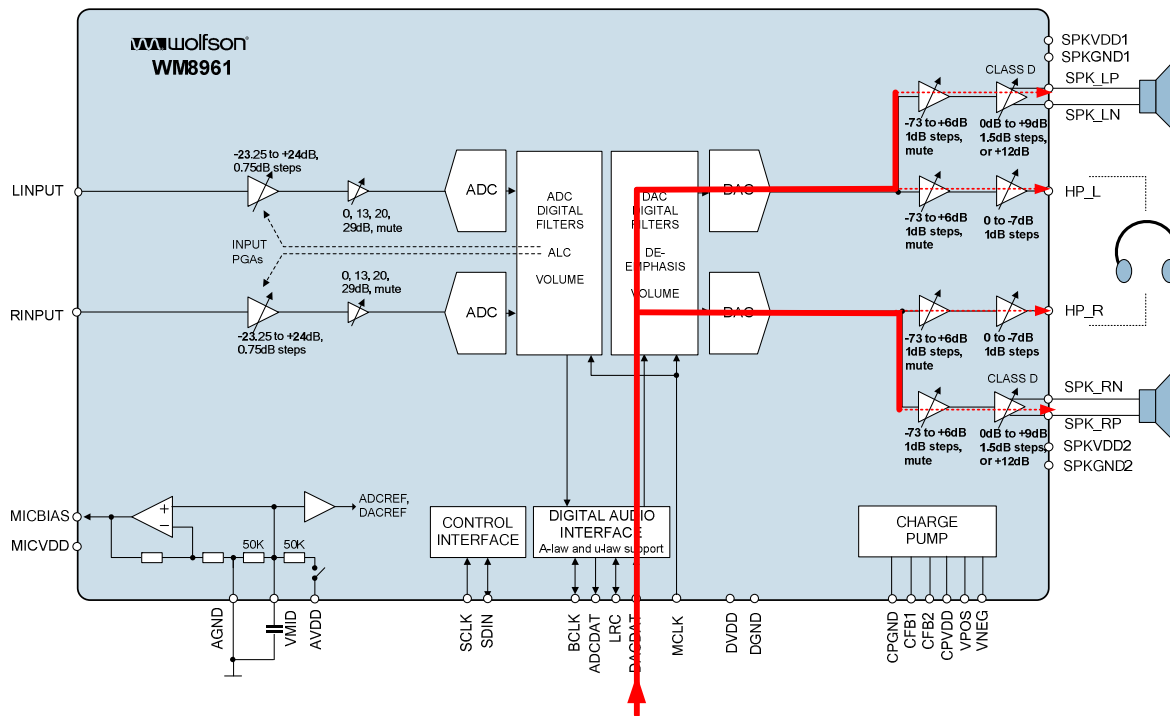 wolfson
WM8961
SPKVDD1
SPKGND1
CLASS D
SPK_LP
SPK_LN
-73 to +6dB
1dB steps,
mute
0dB to +9dB
1.5dB steps,
or +12dB
-23.25 to +24dB,
0.75dB steps
LINPUT
0, 13, 20,
29dB, mute
ADC
ADC
DIGITAL
FILTERS
ALC
VOLUME
DAC
DIGITAL
FILTERS
DE-
EMPHASIS
VOLUME
DAC
HP_L
-73 to +6dB
1dB steps,
mute
0 to -7dB
1dB steps
INPUT
PGAs
0, 13, 20,
29dB, mute
RINPUT
-23.25 to +24dB,
0.75dB steps
ADC
DAC
HP_R
-73 to +6dB
1dB steps,
mute
0 to -7dB
1dB steps
CLASS D
SPK_RN
SPK_RP
-73 to +6dB
1dB steps,
mute
0dB to +9dB
1.5dB steps,
or +12dB
SPKVDD2
SPKGND2
MICBIAS
MICVDD
+
−
ADCREF,
DACREF
50K
50K
CONTROL
INTERFACE
DIGITAL AUDIO
INTERFACE
A-law and u-law support
CHARGE
PUMP
AGND
VMID
AVDD
SCLK
SDIN
BCLK
ADCDAT
LRC
DACDAT
MCLK
DVDD
DGND
CPGND
CFB1
CFB2
CPVDD
VPOS
VNEG